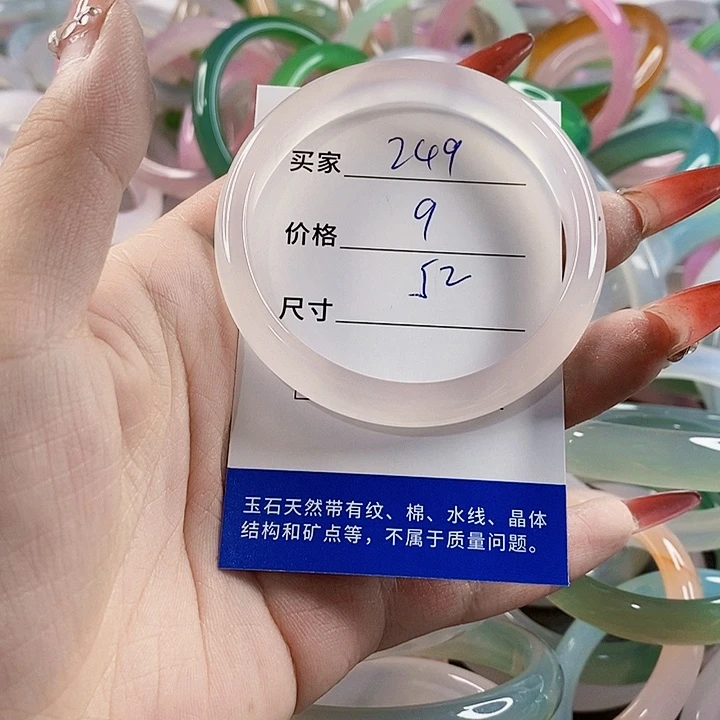 买家 249
价格 9
尺寸 52
玉石天然带有纹、棉、水线、晶体
结构和矿点等，不属于质量问题。